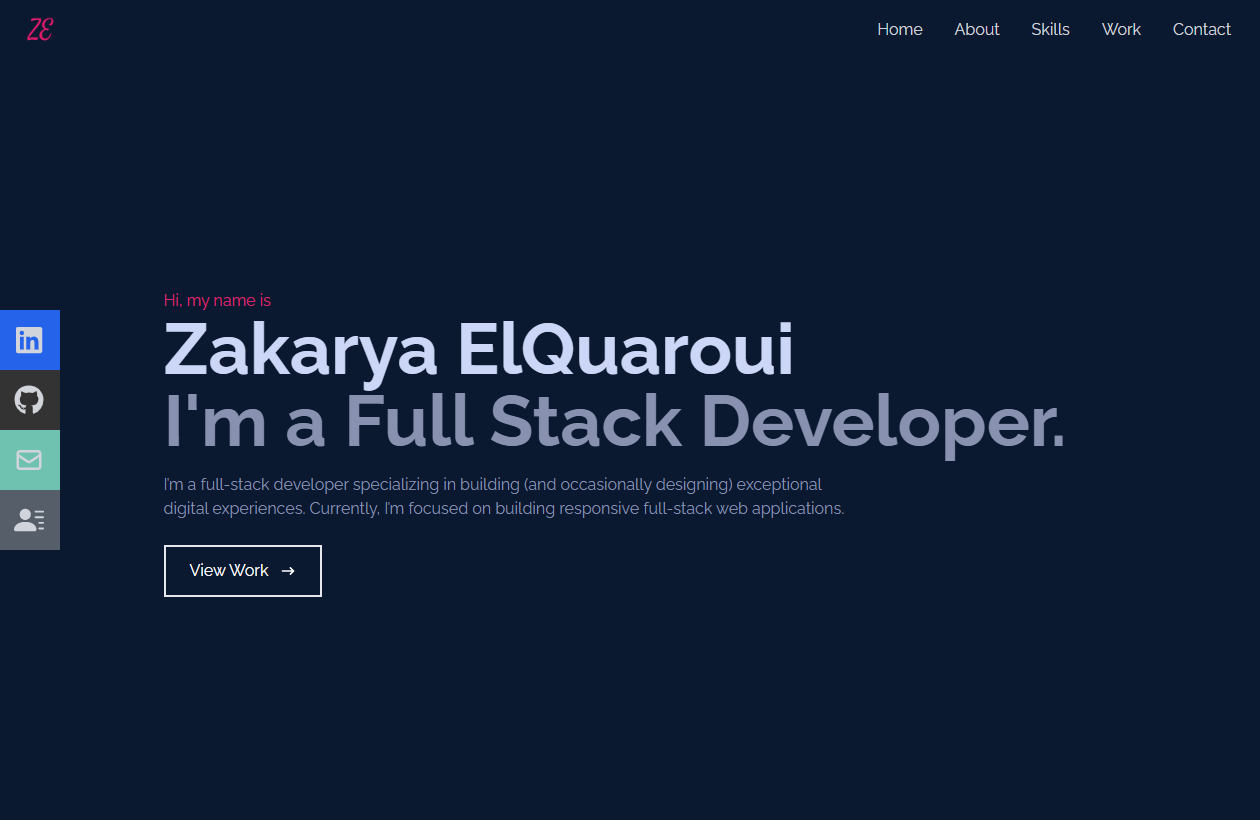 ZE
Home About Skills Work Contact
Hi, my name is
Zakarya ElQuaroui
I'm a Full Stack Developer.
I'm a full-stack developer specializing in building (and occasionally designing) exceptional
digital experiences. Currently, I'm focused on building responsive full-stack web applications.
in
View Work →